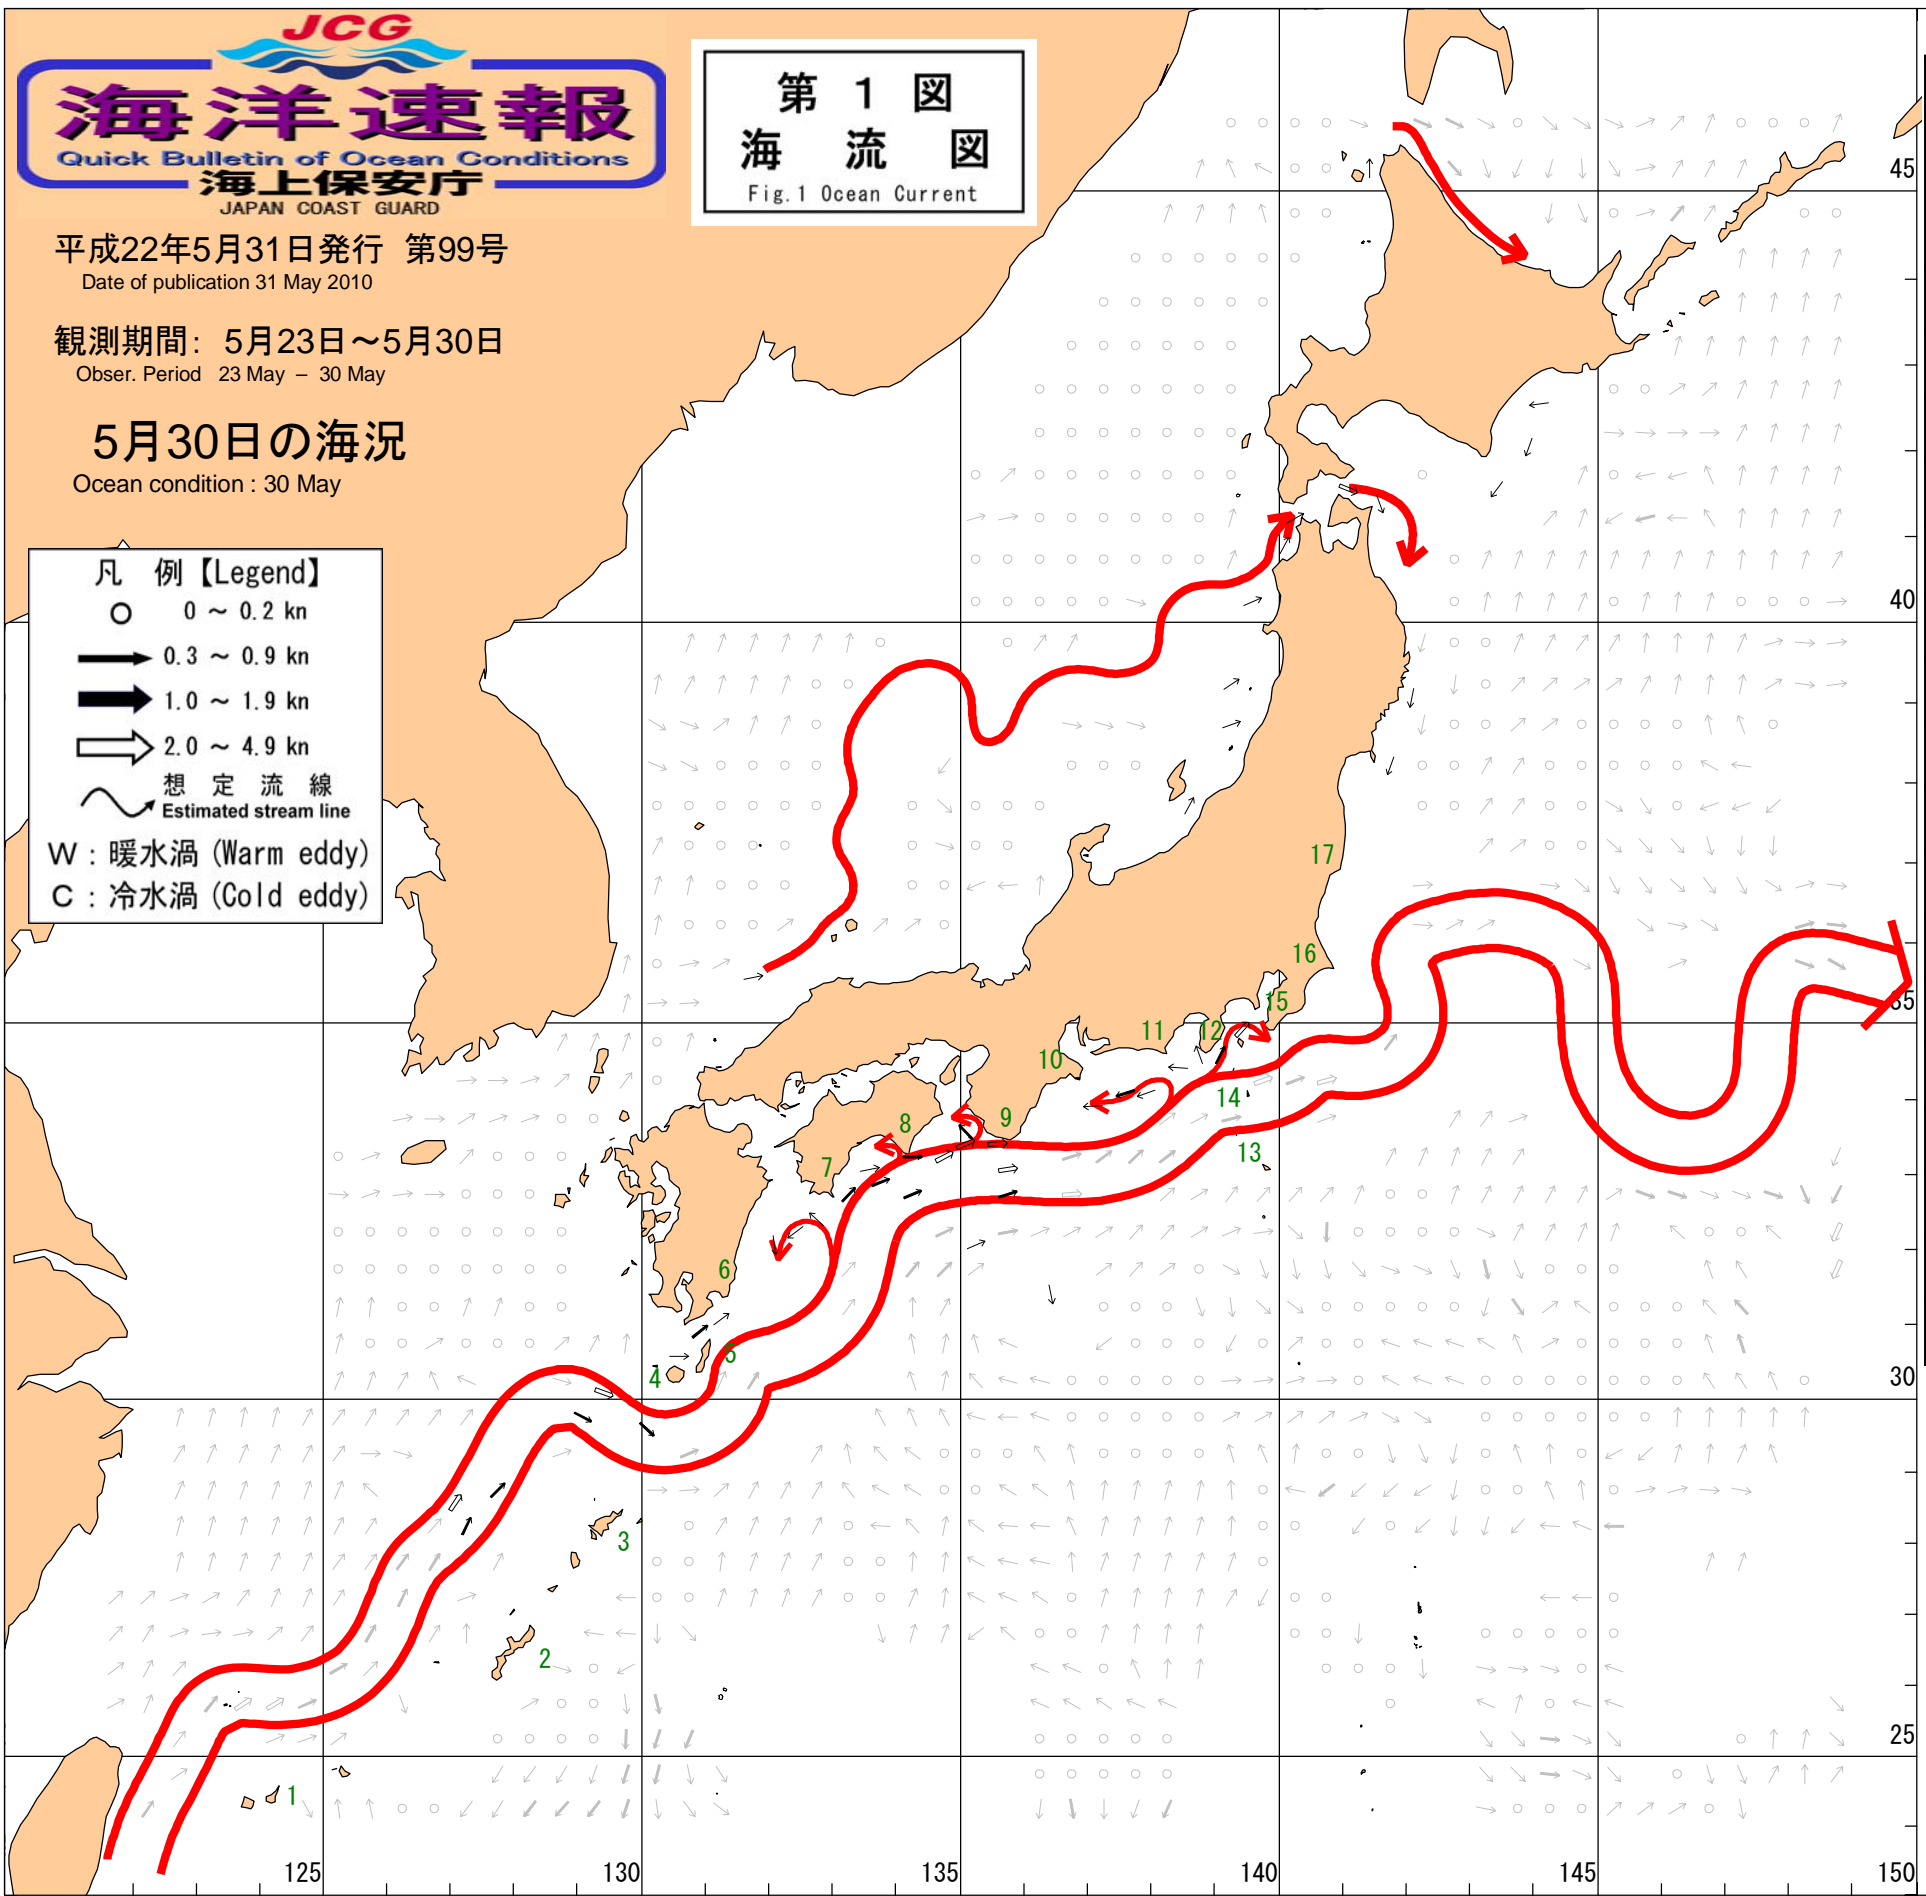 JCG
海洋速報
Quick Bulletin of Ocean Conditions
海上保安庁
JAPAN COAST GUARD
第 1 図
海 流 図
Fig.1 Ocean Current
平成22年5月31日発行 第99号
Date of publication 31 May 2010
観測期間: 5月23日～5月30日
Obser. Period 23 May – 30 May
5月30日の海況
Ocean condition : 30 May
凡 例【Legend】
0 ～ 0.2 kn
0.3 ～ 0.9 kn
1.0 ～ 1.9 kn
2.0 ～ 4.9 kn
想 定 流 線
Estimated stream line
W : 暖水渦 (Warm eddy)
C : 冷水渦 (Cold eddy)
45
40
35
30
25
17
16
15
12
11
10
14
13
9
8
7
6
5
4
3
2
1
125
130
135
140
145
150